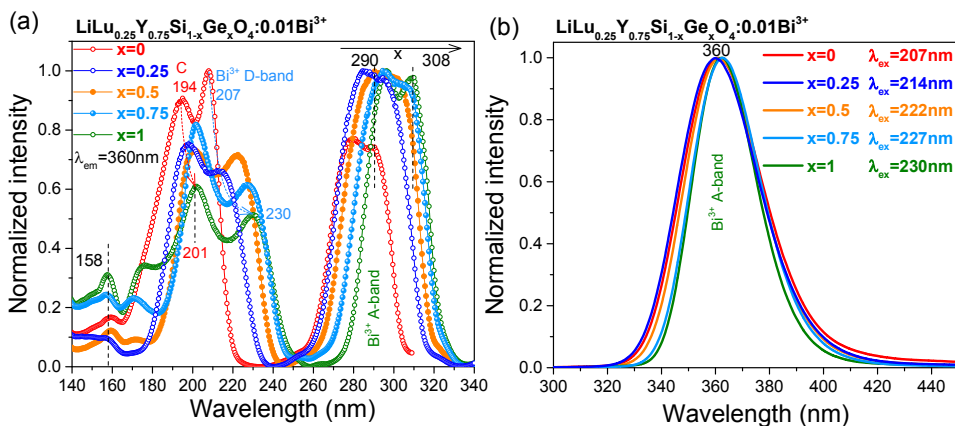 (a)
LiLu0.25Y0.75Si1-xGexO4:0.01Bi3+
x=0
x=0.25
x=0.5
x=0.75
x=1
λem=360nm
C
194
Bi3+ D-band
207
x
290
308
158
201
230
Bi3+ A-band
Normalized intensity
1.0
0.8
0.6
0.4
0.2
0.0
140 160 180 200 220 240 260 280 300 320 340
Wavelength (nm)
(b)
LiLu0.25Y0.75Si1-xGexO4:0.01Bi3+
360
x=0 λex=207nm
x=0.25 λex=214nm
x=0.5 λex=222nm
x=0.75 λex=227nm
x=1 λex=230nm
Bi3+ A-band
Normalized intensity
1.0
0.8
0.6
0.4
0.2
0.0
300 320 340 360 380 400 420 440
Wavelength (nm)